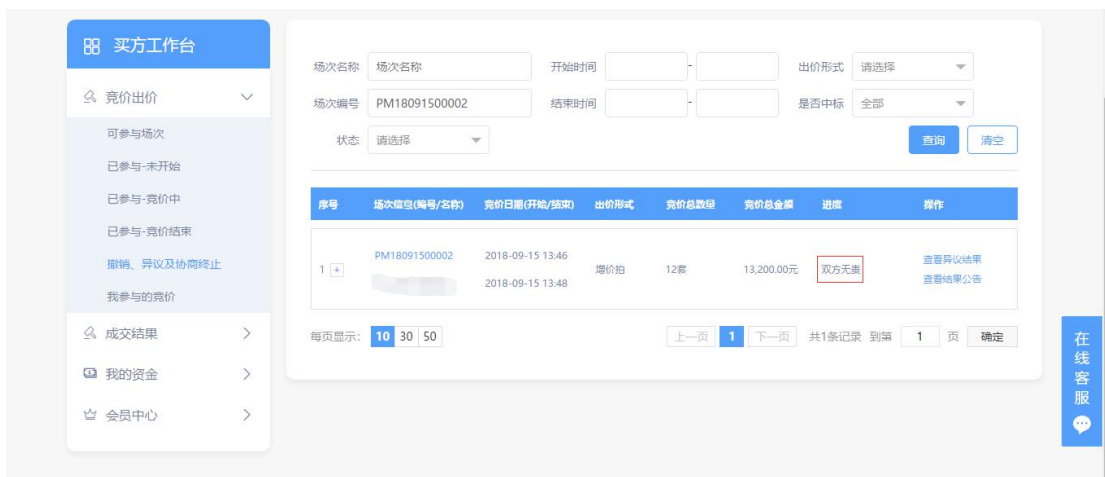 买方工作台
竞价出价
可参与场次
已参与-未开始
已参与-竞价中
已参与-竞价结束
撤销、异议及协商终止
我参与的竞价
成交结果
我的资金
会员中心
场次名称 场次名称 开始时间 - 出价形式 请选择
场次编号 PM18091500002 结束时间 - 是否中标 全部
状态 请选择 查询 清空
序号 场次信息(编号/名称) 竞价日期(开始/结束) 出价形式 竞价总数量 竞价总金额 进度 操作
PM18091500002 2018-09-15 13:46 查看异议结果
1 + 增价拍 12套 13,200.00元 双方无责
2018-09-15 13:48 查看结果公告
每页显示: 10 30 50 上一页 1 下一页 共1条记录 到第 1 页 确定
在线客服